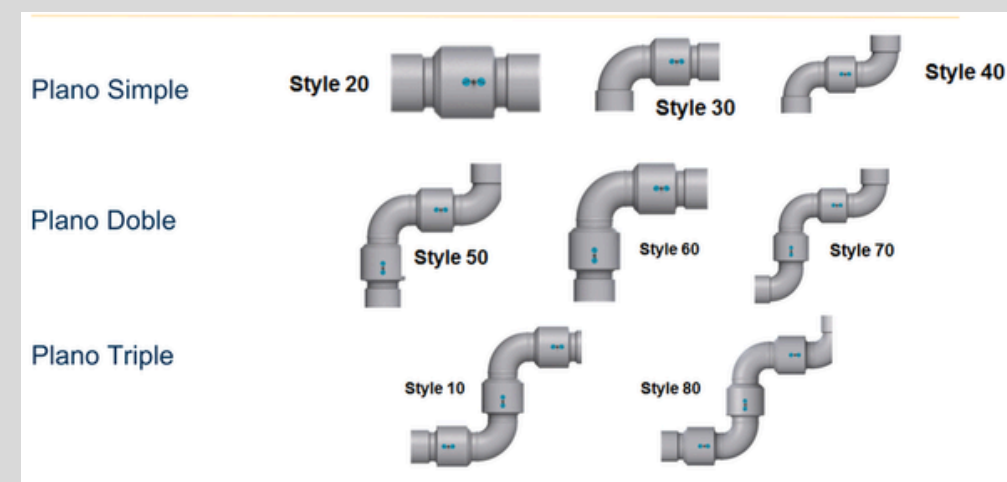 Plano Simple
Style 20
Style 30
Style 40
Plano Doble
Style 50
Style 60
Style 70
Plano Triple
Style 10
Style 80